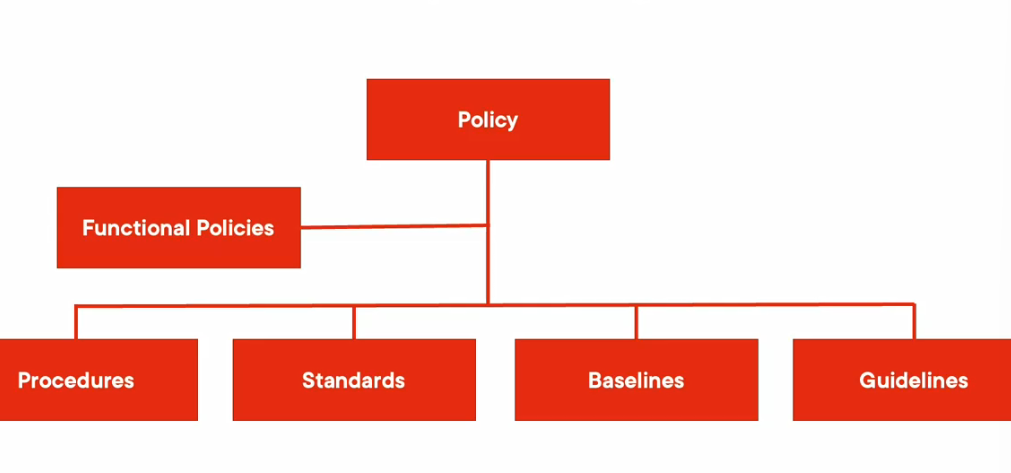 Policy
Functional Policies
Procedures
Standards
Baselines
Guidelines